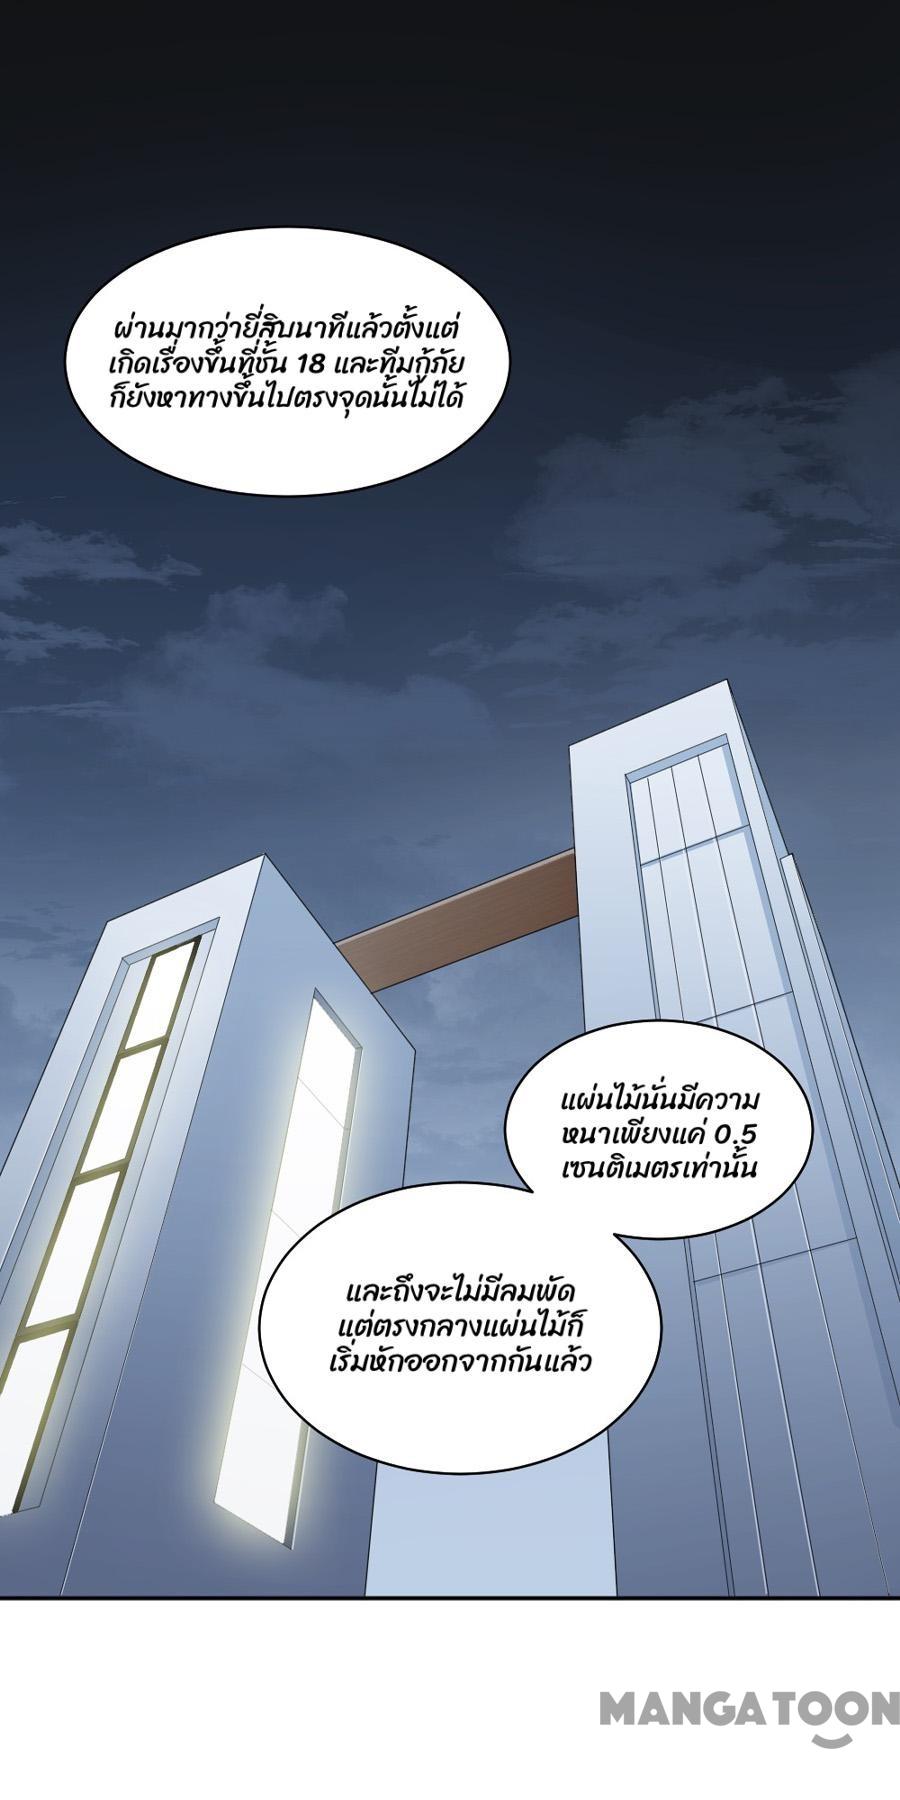 ผ่านมากว่ายี่สิบนาทีแล้วตั้งแต่
เกิดเรื่องขึ้นที่ชั้น 18 และทีมกู้ภัย
ก็ยังหาทางขึ้นไปตรงจุดนั้นไม่ได้
แผ่นไม้นั่นมีความ
หนาเพียงแค่ 0.5
เซนติเมตรเท่านั้น
และถึงจะไม่มีลมพัด
แต่ตรงกลางแผ่นไม้ก็
เริ่มหักออกจากกันแล้ว
MANGATOON